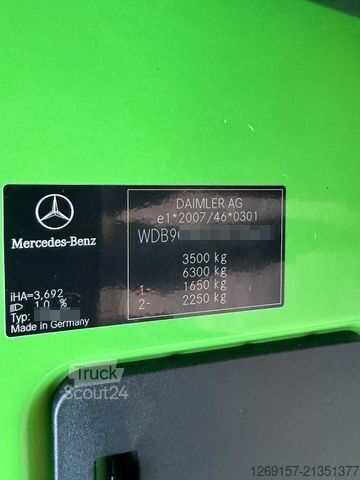 DAIMLER AG
e1*2007/46*0301
WDB9
3500 kg
6300 kg
1- 1650 kg
2- 2250 kg
Mercedes-Benz
iHA=3,692
1.0 %
Typ:
Made in Germany
Truck
Scout24
1269157-21351377